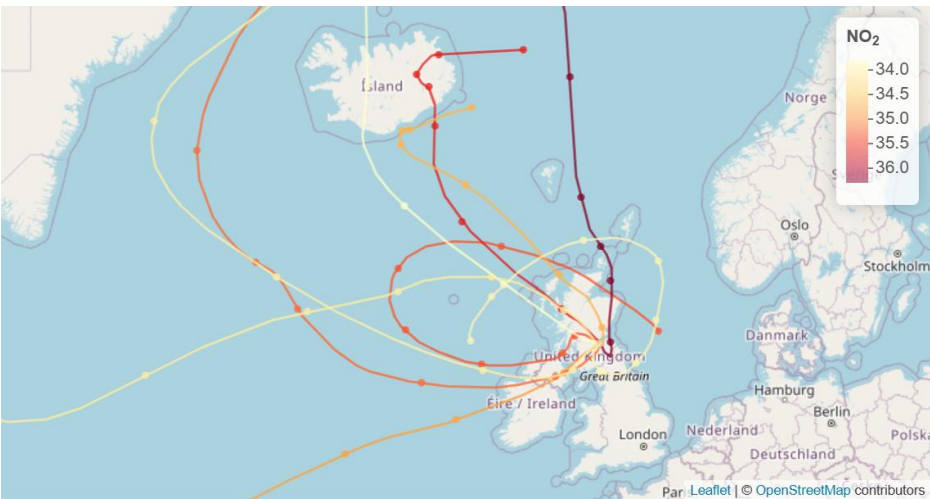 NO2
34.0
34.5
35.0
35.5
36.0
Ísland
Norge
Oslo
Stockholm
Danmark
United Kingdom
Great Britain
Éire / Ireland
Hamburg
Berlin
Nederland
Polska
London
Deutschland
Par
Leaflet | © OpenStreetMap contributors